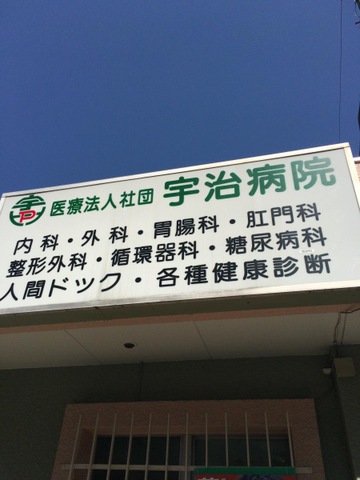 医療法人社団 宇治病院
内科・外科・胃腸科・肛門科
整形外科・循環器科・糖尿病科
人間ドック・各種健康診断